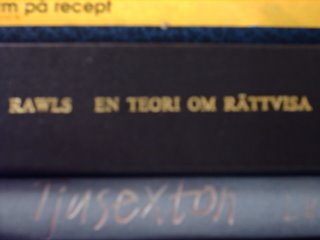 m på recept
RAWLS EN TEORI OM RÄTTVISA
Tjusexton